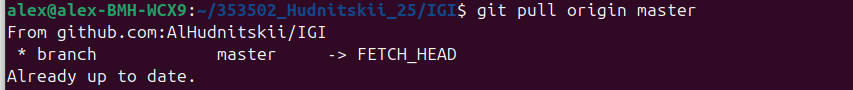 alex@alex-BMH-WCX9:~/353502_Hudnitskii_25/IGI$ git pull origin master
From github.com:AlHudnitskii/IGI
 * branch            master     -> FETCH_HEAD
Already up to date.